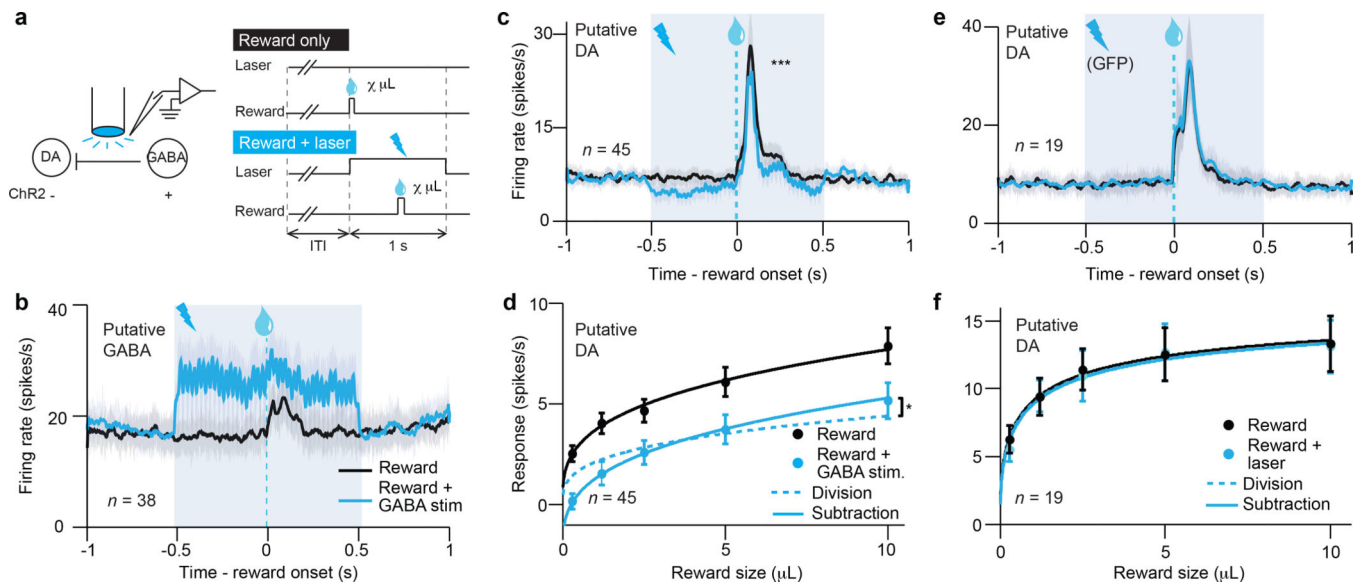 a
Reward only
Laser
χ μL
Reward
Reward + laser
Laser
χ μL
Reward
ITI
1 s
DA
GABA
ChR2 -
+
b
Firing rate (spikes/s)
40
20
0
Putative
GABA
n = 38
Reward
Reward +
GABA stim
-1
-0.5
0
0.5
1
Time - reward onset (s)
c
Firing rate (spikes/s)
30
15
0
Putative
DA
***
n = 45
-1
-0.5
0
0.5
1
Time - reward onset (s)
d
Response (spikes/s)
10
5
0
Putative
DA
*
n = 45
Reward
Reward +
GABA stim.
Division
Subtraction
0
5
10
Reward size (μL)
e
40
20
0
Putative
DA
(GFP)
n = 19
-1
-0.5
0
0.5
1
Time - reward onset (s)
f
15
10
5
0
Putative
DA
n = 19
Reward
Reward +
laser
Division
Subtraction
0
5
10
Reward size (μL)